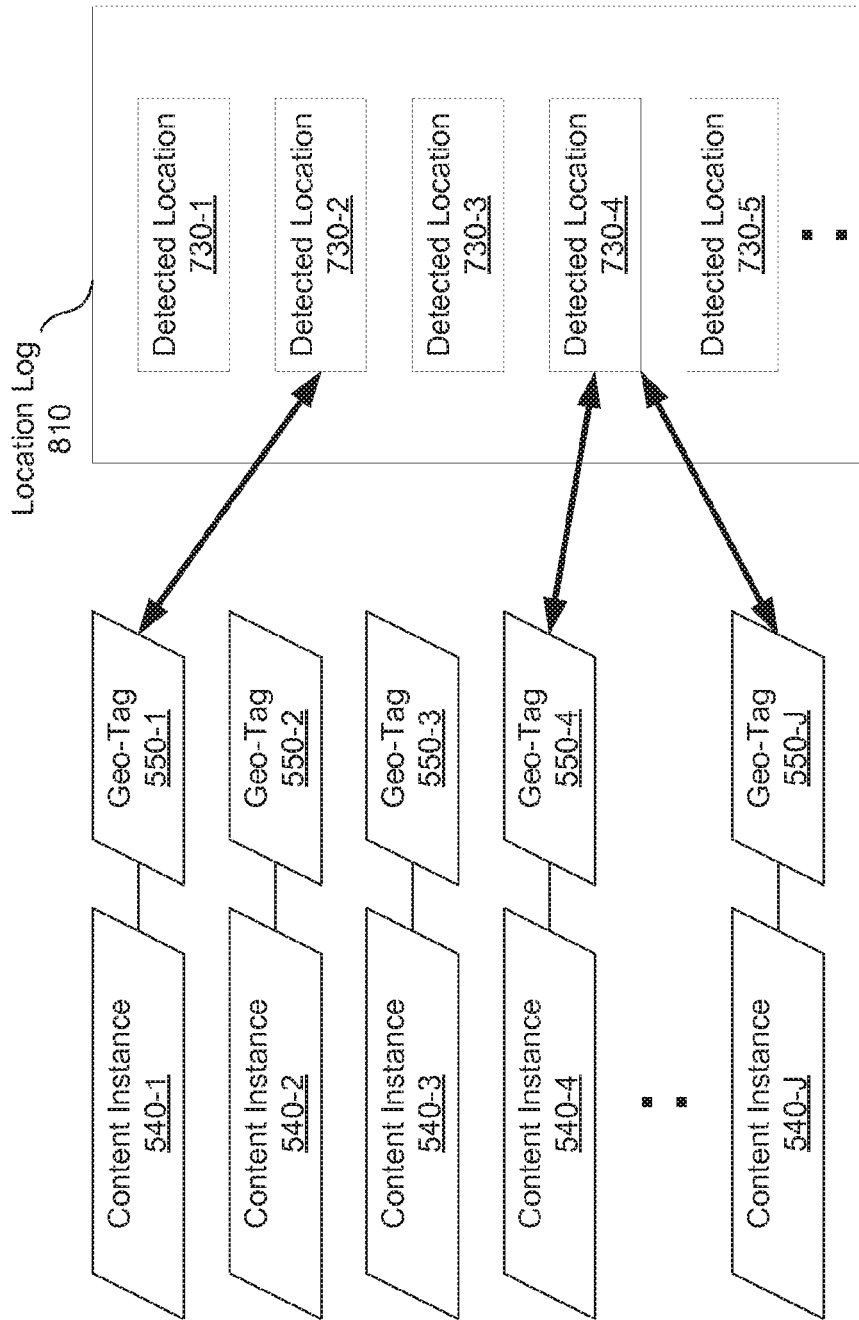 Location Log
810
Content Instance
540-1
Geo-Tag
550-1
Detected Location
730-1
Content Instance
540-2
Geo-Tag
550-2
Detected Location
730-2
Content Instance
540-3
Geo-Tag
550-3
Detected Location
730-3
Content Instance
540-4
Geo-Tag
550-4
Detected Location
730-4
Content Instance
540-J
Geo-Tag
550-J
Detected Location
730-5